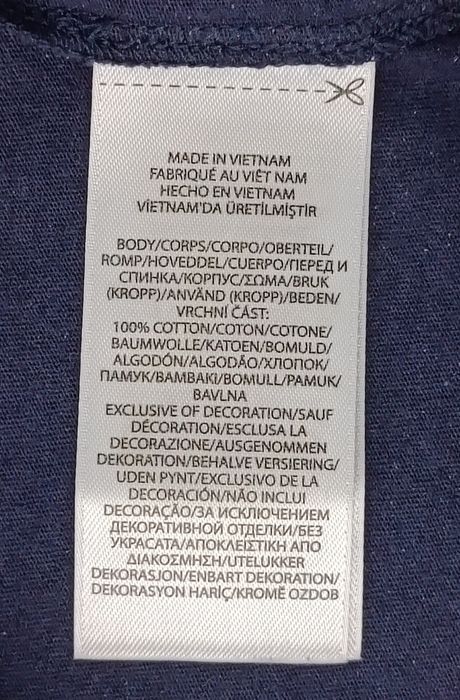 MADE IN VIETNAM
FABRIQUÉ AU VIÊT NAM
HECHO EN VIETNAM
VİETNAM'DA ÜRETİLMİŞTİR
BODY/CORPS/CORPO/OBERTEIL/
ROMP/HOVEDDEL/CUERPO/ПЕРЕД И
СПИНКА/КОРПУС/ΣΩΜΑ/BRUK
(KROPP)/ANVÄND (KROPP)/BEDEN/
VRCHNÍ ČÁST:
100% COTTON/COTON/COTONE/
BAUMWOLLE/KATOEN/BOMULD/
ALGODÓN/ALGODÃO/ХЛОПОК/
ПАМУК/BAMBAKI/BOMULL/PAMUK/
BAVLNA
EXCLUSIVE OF DECORATION/SAUF
DÉCORATION/ESCLUSA LA
DECORAZIONE/AUSGENOMMEN
DEKORATION/BEHALVE VERSIERING/
UDEN PYNT/EXCLUSIVO DE LA
DECORACIÓN/NÃO INCLUI
DECORAÇÃO/ЗА ИСКЛЮЧЕНИЕМ
ДЕКОРАТИВНОЙ ОТДЕЛКИ/БЕЗ
УКРАСАТА/ΑΠΟΚΛΕΙΣΤΙΚΗ ΑΠΟ
ΔΙΑΚΟΣΜΗΣΗ/UTELUKKER
DEKORASJON/ENBART DEKORATION/
DEKORASYON HARİÇ/KROMĚ OZDOB